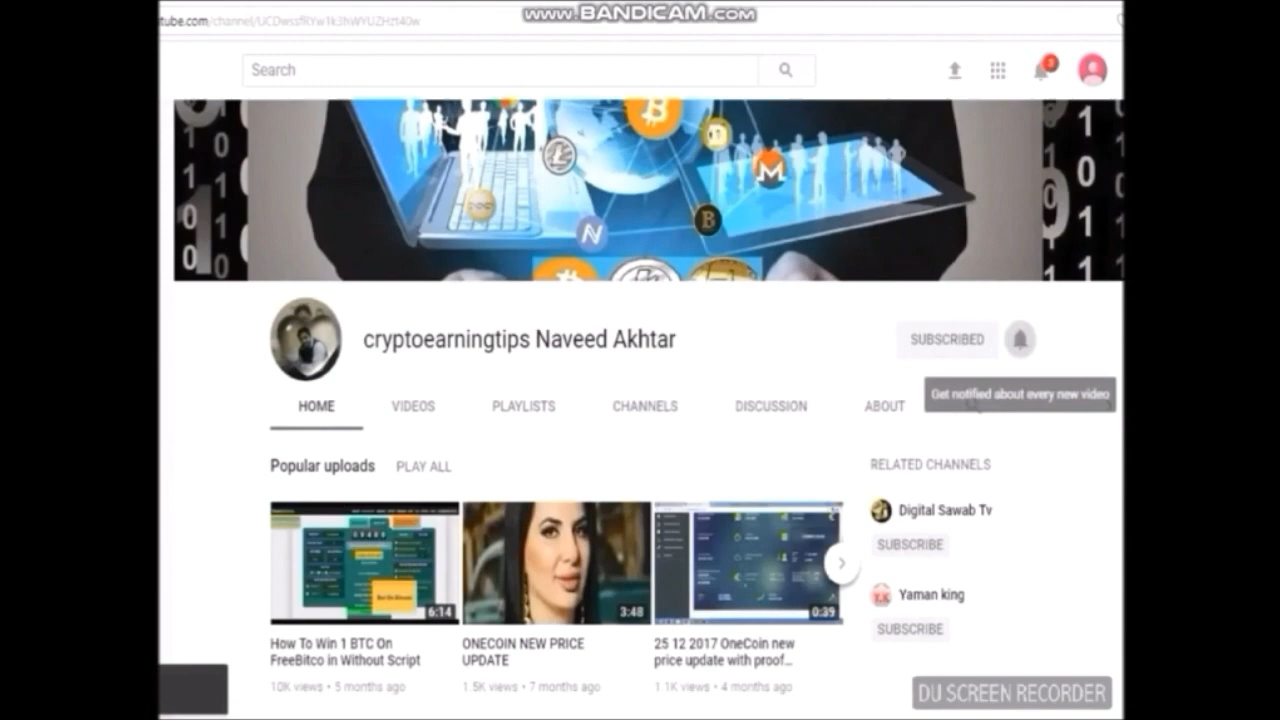 www.BANDICAM.com
tube.com/channel/
Search
cryptoearningtips Naveed Akhtar
SUBSCRIBED
Get notified about every new video
HOME VIDEOS PLAYLISTS CHANNELS DISCUSSION ABOUT
Popular uploads PLAY ALL
RELATED CHANNELS
Digital Sawab Tv
SUBSCRIBE
Yaman king
SUBSCRIBE
6:14
3:48
0:39
How To Win 1 BTC On
FreeBitco in Without Script
10K views • 5 months ago
ONECOIN NEW PRICE
UPDATE
1.5K views • 7 months ago
25 12 2017 OneCoin new
price update with proof...
1.1K views • 4 months ago
DU SCREEN RECORDER